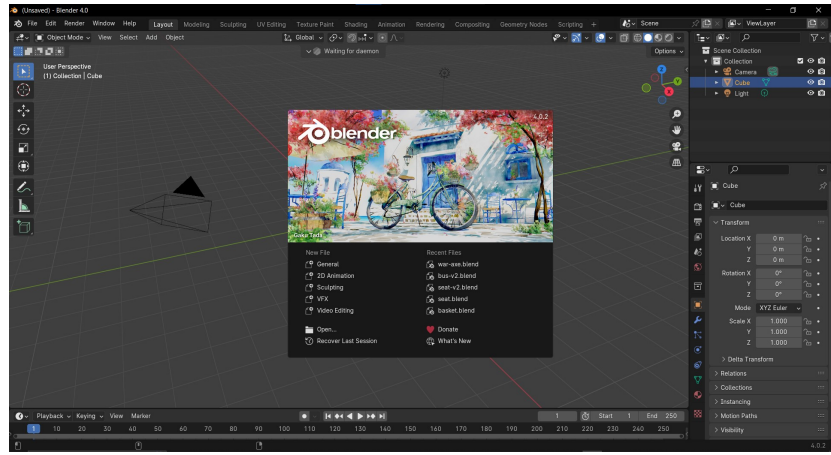 (Unsaved) - Blender 4.0
File Edit Render Window Help Layout Modeling Sculpting UV Editing Texture Paint Shading Animation Rendering Compositing Geometry Nodes Scripting + Scene ViewLayer
Object Mode View Select Add Object Global
Options
Waiting for daemon
User Perspective
(1) Collection | Cube
Scene Collection
Collection
Camera
Cube
Light
X
Y
Z
blender
4.0.2
New File
General
2D Animation
Sculpting
VFX
Video Editing
Open...
Recover Last Session
Recent Files
war-axe.blend
bus-v2.blend
seat-v2.blend
seat.blend
basket.blend
Donate
What's New
Cube
Cube
Transform
Location X 0 m
Y 0 m
Z 0 m
Rotation X 0°
Y 0°
Z 0°
Mode XYZ Euler
Scale X 1.000
Y 1.000
Z 1.000
Delta Transform
Relations
Collections
Instancing
Motion Paths
Visibility
Playback Keying View Marker 1 Start 1 End 250
1 10 20 30 40 50 60 70 80 90 100 110 120 130 140 150 160 170 180 190 200 210 220 230 240 250
4.0.2